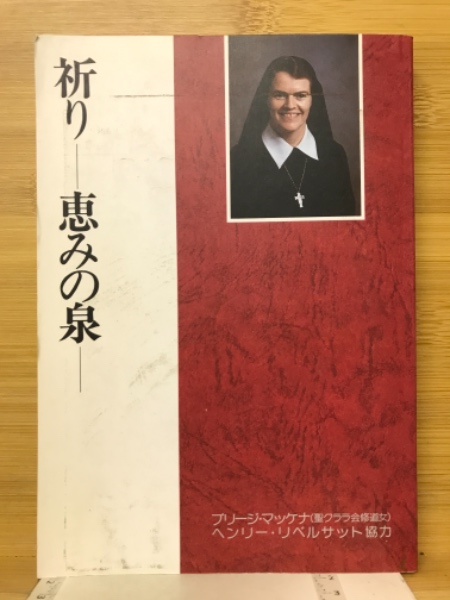 祈り
―恵みの泉―
ブリージ・マッケナ(聖クララ会修道女)
ヘンリー・リベルサット協力